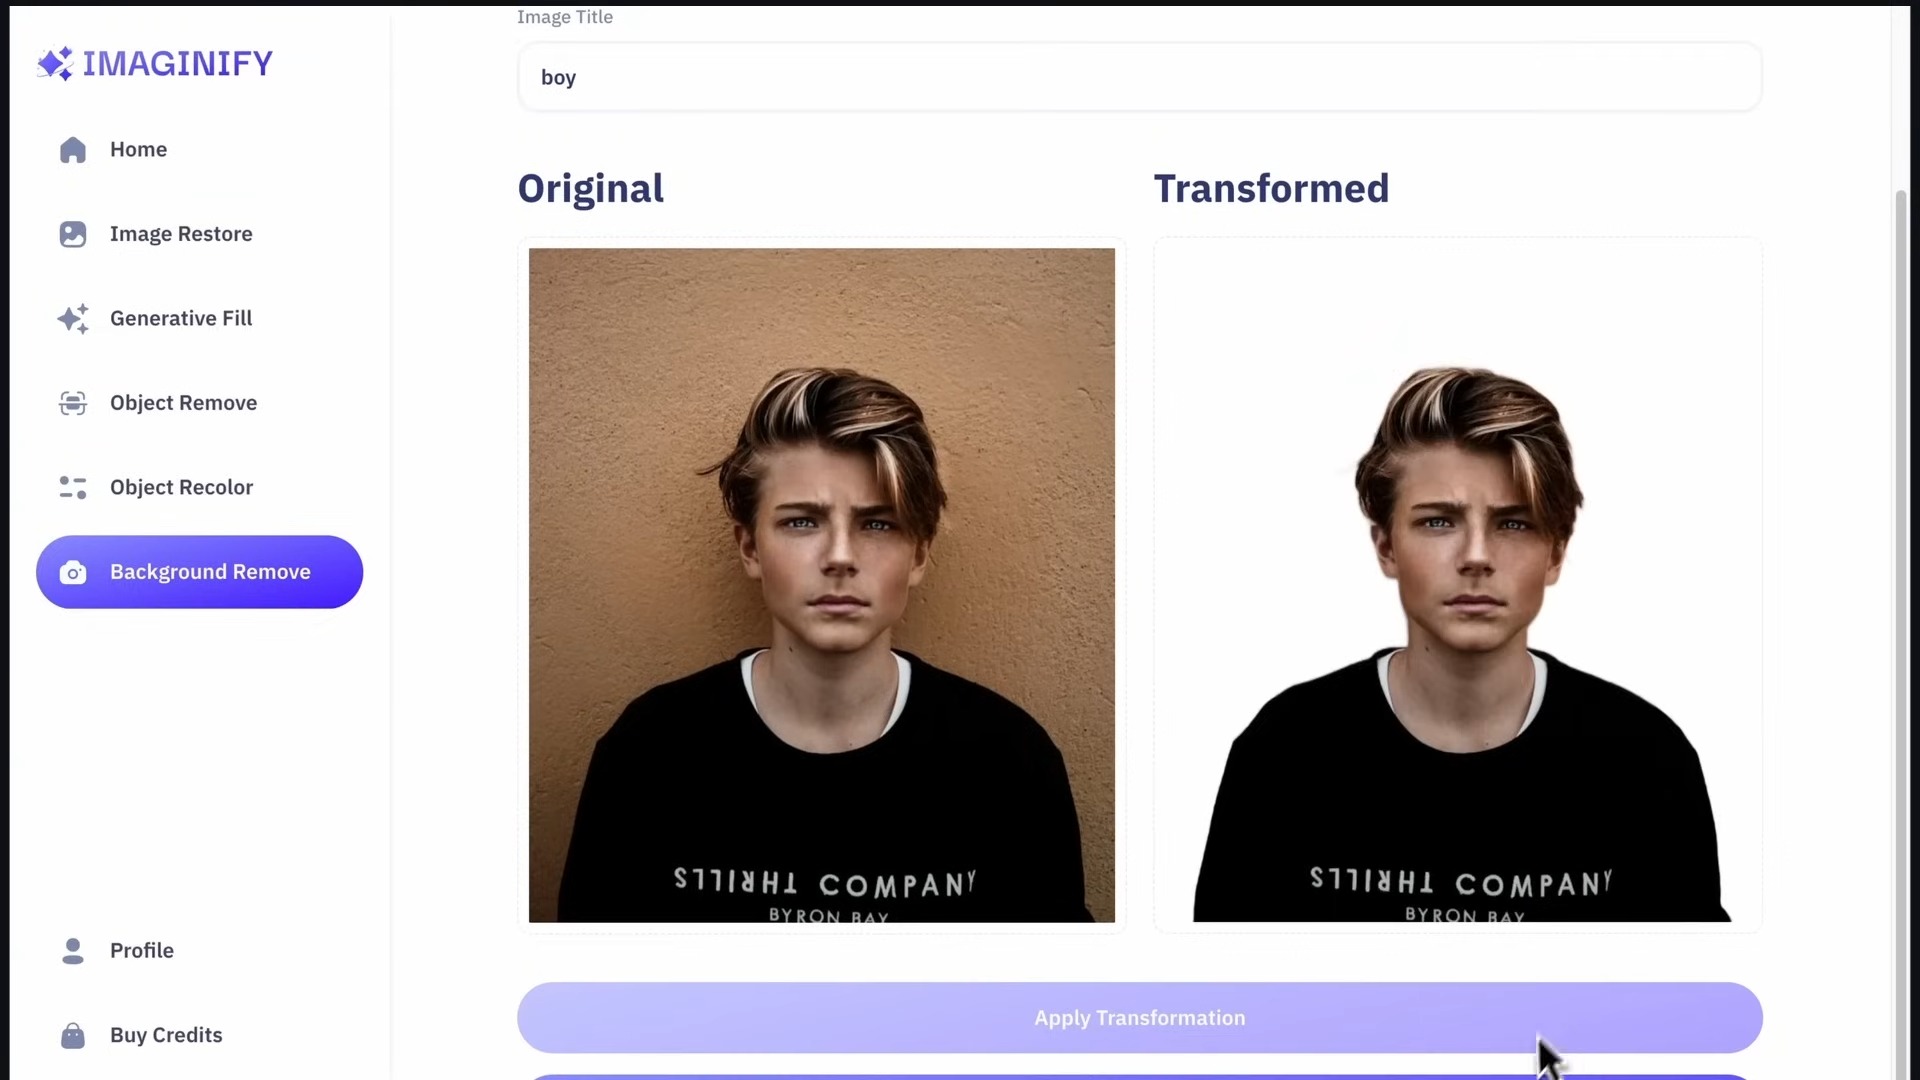 IMAGINIFY
Home
Image Restore
Generative Fill
Object Remove
Object Recolor
Background Remove
Profile
Buy Credits
Image Title
boy
Original
Transformed
THRILLS COMPANY
BYRON BAY
THRILLS COMPANY
BYRON BAY
Apply Transformation